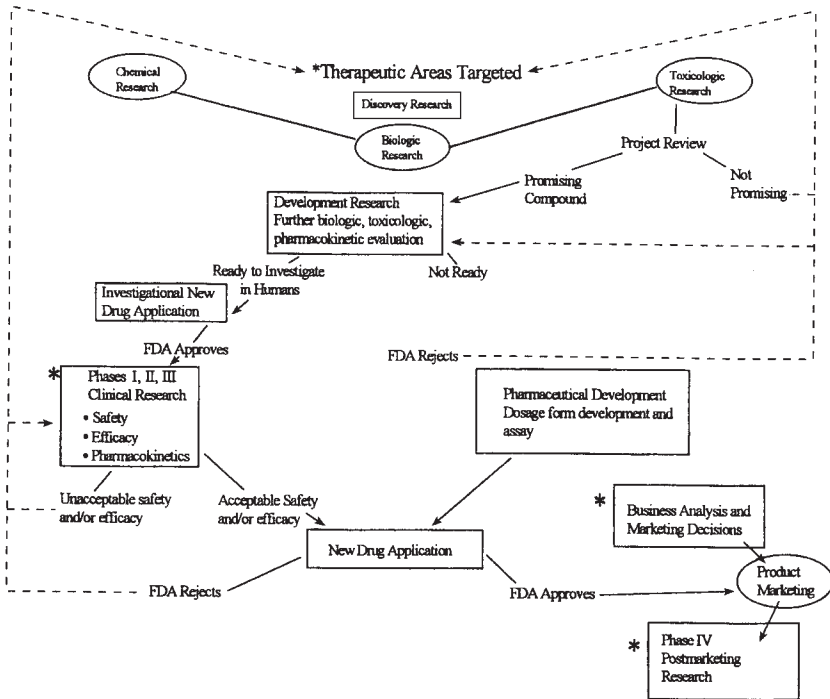 Chemical
Research
*Therapeutic Areas Targeted
Toxicologic
Research
Discovery Research
Biologic
Research
Project Review
Promising
Compound
Not
Promising
Development Research
Further biologic, toxicologic,
pharmacokinetic evaluation
Ready to Investigate
in Humans
Not Ready
Investigational New
Drug Application
FDA Approves
FDA Rejects
*
Phases I, II, III
Clinical Research
• Safety
• Efficacy
• Pharmacokinetics
Pharmaceutical Development
Dosage form development and
assay
Unacceptable safety
and/or efficacy
Acceptable Safety
and/or efficacy
*
Business Analysis and
Marketing Decisions
New Drug Application
Product
Marketing
FDA Rejects
FDA Approves
*
Phase IV
Postmarketing
Research